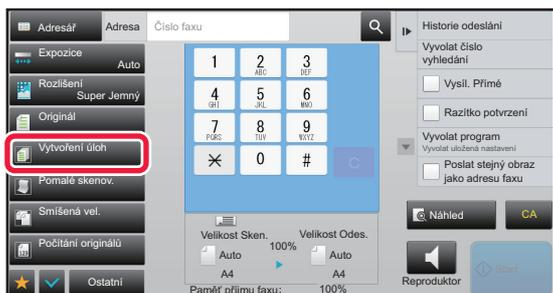 Adresář
Adresa
Číslo faxu
Expozice
Auto
Rozlišení
Super Jemný
Originál
Vytvoření úloh
Pomalé skenov.
Smíšená vel.
Počítání originálů
Ostatní
1
2
ABC
3
DEF
4
GHI
5
JKL
6
MNO
7
PQRS
8
TUV
9
WXYZ
0
#
C
Velikost Sken.
100%
Velikost Odes.
Auto
A4
Auto
A4
Paměť příjmu faxu:
100%
Historie odeslání
Vyvolat číslo
vyhledání
Vysíl. Přímé
Razítko potvrzení
Vyvolat program
Vyvolat uložená nastavení
Poslat stejný obraz
jako adresu faxu
Náhled
CA
Reproduktor
Start